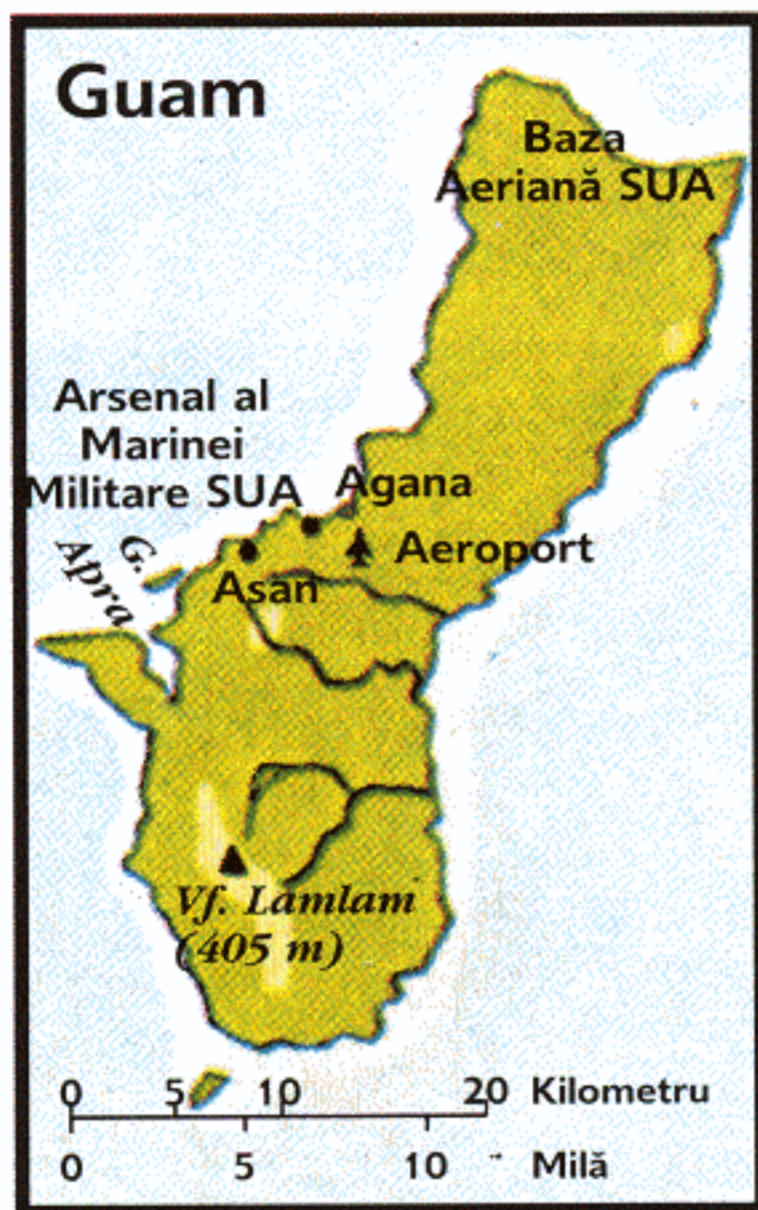 Guam
Baza
Aeriană SUA
Arsenal al
Marinei
Militare SUA
Agana
G.
Apra
Aeroport
Asan
Vf. Lamlam
(405 m)
0 5 10 20 Kilometru
0 5 10 Milă